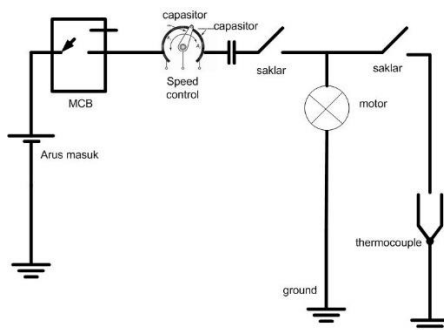 capasitor
capasitor
saklar
saklar
Speed
control
MCB
motor
Arus masuk
thermocouple
ground